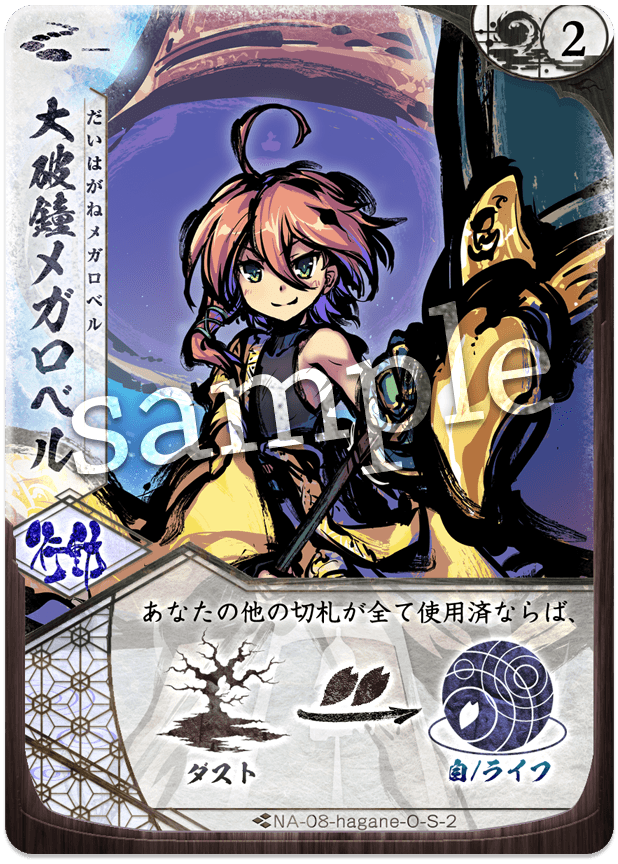 2
大破鐘メガロベル
だいはがねメガロベル
sample
行動
あなたの他の切札が全て使用済ならば、
ダスト
自/ライフ
NA-08-hagane-O-S-2